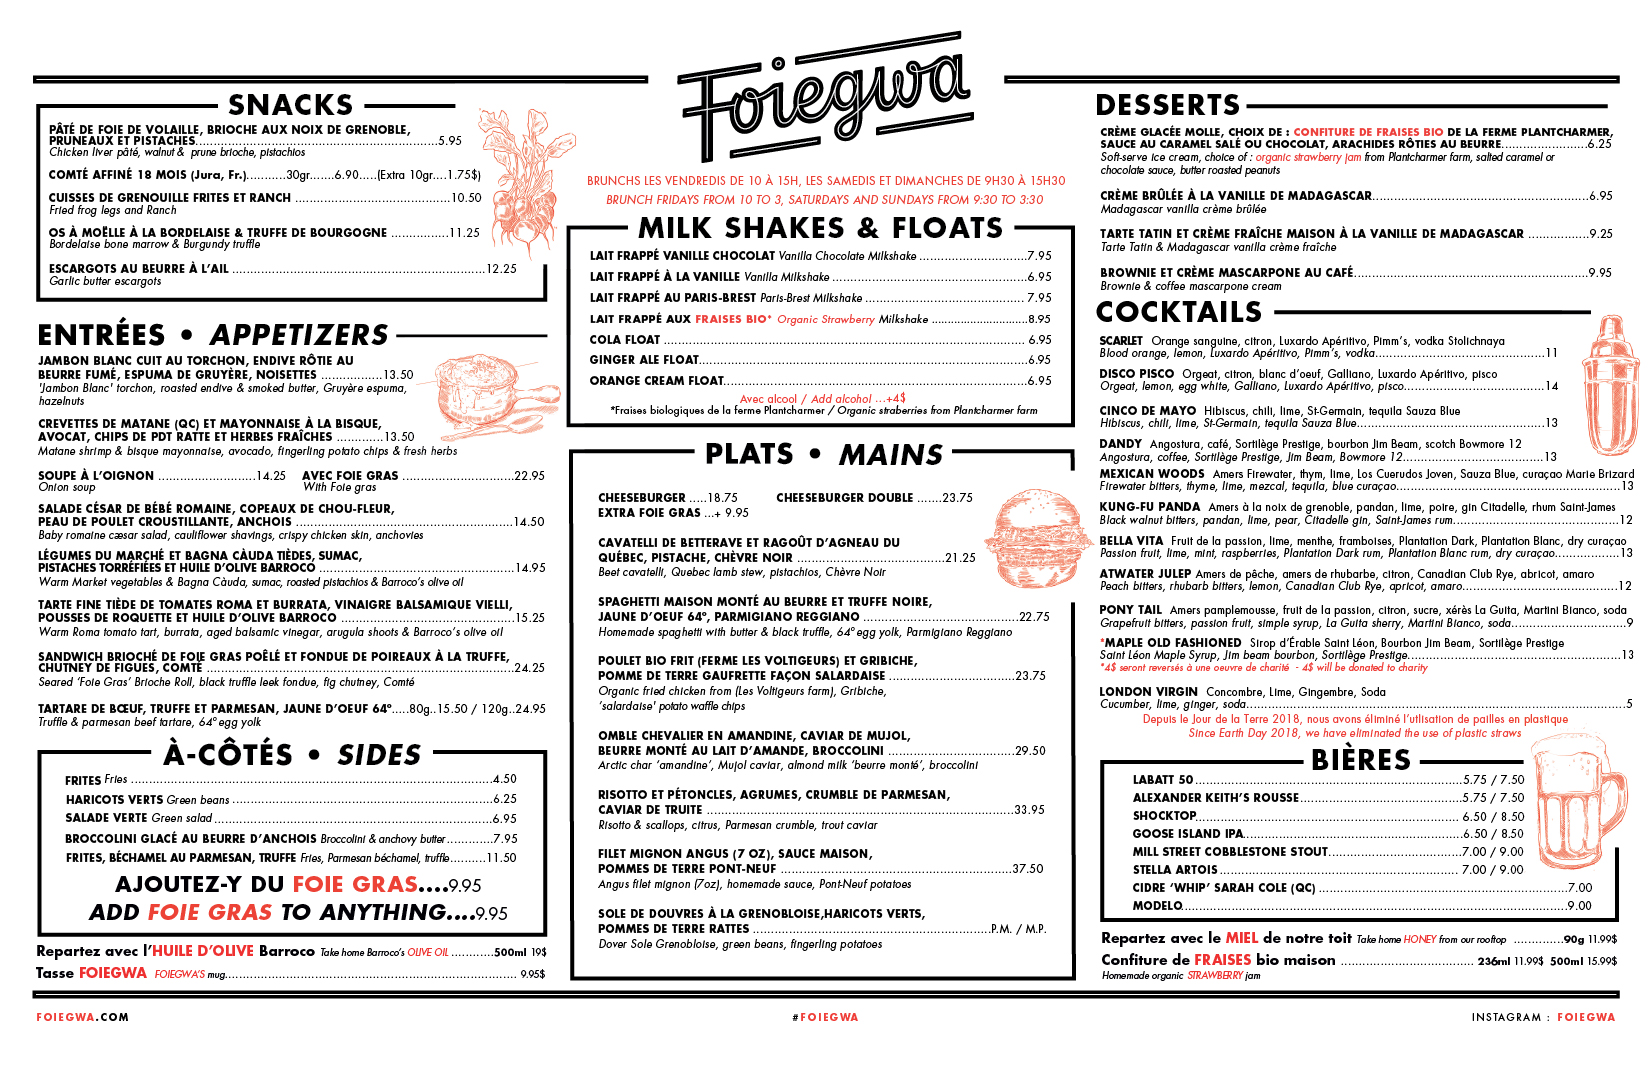 Foiegwa
SNACKS
PÂTÉ DE FOIE DE VOLAILLE, BRIOCHE AUX NOIX DE GRENOBLE,
PRUNEAUX ET PISTACHES..........5.95
Chicken liver pâté, walnut & prune brioche, pistachios
COMTÉ AFFINÉ 18 MOIS (Jura, Fr.)..........30gr.......6.90.....(Extra 10gr....1.75$)
CUISSES DE GRENOUILLE FRITES ET RANCH ..........10.50
Fried frog legs and Ranch
OS À MOËLLE À LA BORDELAISE & TRUFFE DE BOURGOGNE ..........11.25
Bordelaise bone marrow & Burgundy truffle
ESCARGOTS AU BEURRE À L'AIL ..........12.25
Garlic butter escargots
ENTRÉES • APPETIZERS
JAMBON BLANC CUIT AU TORCHON, ENDIVE RÔTIE AU
BEURRE FUMÉ, ESPUMA DE GRUYÈRE, NOISETTES ..........13.50
'Jambon Blanc' torchon, roasted endive & smoked butter, Gruyère espuma,
hazelnuts
CREVETTES DE MATANE (QC) ET MAYONNAISE À LA BISQUE,
AVOCAT, CHIPS DE PDT RATTE ET HERBES FRAÎCHES ..........13.50
Matane shrimp & bisque mayonnaise, avocado, fingerling potato chips & fresh herbs
SOUPE À L'OIGNON ..........14.25 AVEC FOIE GRAS ..........22.95
Onion soup With Foie gras
SALADE CÉSAR DE BÉBÉ ROMAINE, COPEAUX DE CHOU-FLEUR,
PEAU DE POULET CROUSTILLANTE, ANCHOIS ..........14.50
Baby romaine cæsar salad, cauliflower shavings, crispy chicken skin, anchovies
LÉGUMES DU MARCHÉ ET BAGNA CÀUDA TIÈDES, SUMAC,
PISTACHES TORRÉFIÉES ET HUILE D'OLIVE BARROCO ..........14.95
Warm Market vegetables & Bagna Càuda, sumac, roasted pistachios & Barroco's olive oil
TARTE FINE TIÈDE DE TOMATES ROMA ET BURRATA, VINAIGRE BALSAMIQUE VIELLI,
POUSSES DE ROQUETTE ET HUILE D'OLIVE BARROCO ..........15.25
Warm Roma tomato tart, burrata, aged balsamic vinegar, arugula shoots & Barroco's olive oil
SANDWICH BRIOCHÉ DE FOIE GRAS POÊLÉ ET FONDUE DE POIREAUX À LA TRUFFE,
CHUTNEY DE FIGUES, COMTÉ ..........24.25
Seared 'Foie Gras' Brioche Roll, black truffle leek fondue, fig chutney, Comté
TARTARE DE BŒUF, TRUFFE ET PARMESAN, JAUNE D'OEUF 64º.....80g..15.50 / 120g..24.95
Truffle & parmesan beef tartare, 64º egg yolk
À-CÔTÉS • SIDES
FRITES Fries ..........4.50
HARICOTS VERTS Green beans ..........6.25
SALADE VERTE Green salad ..........6.95
BROCCOLINI GLACÉ AU BEURRE D'ANCHOIS Broccolini & anchovy butter..........7.95
FRITES, BÉCHAMEL AU PARMESAN, TRUFFE Fries, Parmesan béchamel, truffle..........11.50
AJOUTEZ-Y DU FOIE GRAS....9.95
ADD FOIE GRAS TO ANYTHING....9.95
Repartez avec l'HUILE D'OLIVE Barroco Take home Barroco's OLIVE OIL ..........500ml 19$
Tasse FOIEGWA FOIEGWA'S mug.......... 9.95$
BRUNCHS LES VENDREDIS DE 10 À 15H, LES SAMEDIS ET DIMANCHES DE 9H30 À 15H30
BRUNCH FRIDAYS FROM 10 TO 3, SATURDAYS AND SUNDAYS FROM 9:30 TO 3:30
MILK SHAKES & FLOATS
LAIT FRAPPÉ VANILLE CHOCOLAT Vanilla Chocolate Milkshake ..........7.95
LAIT FRAPPÉ À LA VANILLE Vanilla Milkshake ..........6.95
LAIT FRAPPÉ AU PARIS-BREST Paris-Brest Milkshake .......... 7.95
LAIT FRAPPÉ AUX FRAISES BIO* Organic Strawberry Milkshake ..........8.95
COLA FLOAT .......... 6.95
GINGER ALE FLOAT..........6.95
ORANGE CREAM FLOAT..........6.95
Avec alcool / Add alcohol ...+4$
*Fraises biologiques de la ferme Plantcharmer / Organic straberries from Plantcharmer farm
PLATS • MAINS
CHEESEBURGER .....18.75 CHEESEBURGER DOUBLE .......23.75
EXTRA FOIE GRAS ...+ 9.95
CAVATELLI DE BETTERAVE ET RAGOÛT D'AGNEAU DU
QUÉBEC, PISTACHE, CHÈVRE NOIR ..........21.25
Beet cavatelli, Quebec lamb stew, pistachios, Chèvre Noir
SPAGHETTI MAISON MONTÉ AU BEURRE ET TRUFFE NOIRE,
JAUNE D'OEUF 64º, PARMIGIANO REGGIANO ..........22.75
Homemade spaghetti with butter & black truffle, 64º egg yolk, Parmigiano Reggiano
POULET BIO FRIT (FERME LES VOLTIGEURS) ET GRIBICHE,
POMME DE TERRE GAUFRETTE FAÇON SALARDAISE ..........23.75
Organic fried chicken from (Les Voltigeurs farm), Gribiche,
'salardaise' potato waffle chips
OMBLE CHEVALIER EN AMANDINE, CAVIAR DE MUJOL,
BEURRE MONTÉ AU LAIT D'AMANDE, BROCCOLINI ..........29.50
Arctic char 'amandine', Mujol caviar, almond milk 'beurre monté', broccolini
RISOTTO ET PÉTONCLES, AGRUMES, CRUMBLE DE PARMESAN,
CAVIAR DE TRUITE ..........33.95
Risotto & scallops, citrus, Parmesan crumble, trout caviar
FILET MIGNON ANGUS (7 OZ), SAUCE MAISON,
POMMES DE TERRE PONT-NEUF ..........37.50
Angus filet mignon (7oz), homemade sauce, Pont-Neuf potatoes
SOLE DE DOUVRES À LA GRENOBLOISE,HARICOTS VERTS,
POMMES DE TERRE RATTES ..........P.M. / M.P.
Dover Sole Grenobloise, green beans, fingerling potatoes
DESSERTS
CRÈME GLACÉE MOLLE, CHOIX DE : CONFITURE DE FRAISES BIO DE LA FERME PLANTCHARMER,
SAUCE AU CARAMEL SALÉ OU CHOCOLAT, ARACHIDES RÔTIES AU BEURRE..........6.25
Soft-serve ice cream, choice of : organic strawberry jam from Plantcharmer farm, salted caramel or
chocolate sauce, butter roasted peanuts
CRÈME BRÛLÉE À LA VANILLE DE MADAGASCAR..........6.95
Madagascar vanilla crème brûlée
TARTE TATIN ET CRÈME FRAÎCHE MAISON À LA VANILLE DE MADAGASCAR ..........9.25
Tarte Tatin & Madagascar vanilla crème fraîche
BROWNIE ET CRÈME MASCARPONE AU CAFÉ..........9.95
Brownie & coffee mascarpone cream
COCKTAILS
SCARLET Orange sanguine, citron, Luxardo Apéritivo, Pimm's, vodka Stolichnaya
Blood orange, lemon, Luxardo Apéritivo, Pimm's, vodka..........11
DISCO PISCO Orgeat, citron, blanc d'oeuf, Galliano, Luxardo Apéritivo, pisco
Orgeat, lemon, egg white, Galliano, Luxardo Apéritivo, pisco..........14
CINCO DE MAYO Hibiscus, chili, lime, St-Germain, tequila Sauza Blue
Hibiscus, chili, lime, St-Germain, tequila Sauza Blue..........13
DANDY Angostura, café, Sortilège Prestige, bourbon Jim Beam, scotch Bowmore 12
Angostura, coffee, Sortilège Prestige, Jim Beam, Bowmore 12..........13
MEXICAN WOODS Amers Firewater, thym, lime, Los Cuerudos Joven, Sauza Blue, curaçao Marie Brizard
Firewater bitters, thyme, lime, mezcal, tequila, blue curaçao..........13
KUNG-FU PANDA Amers à la noix de grenoble, pandan, lime, poire, gin Citadelle, rhum Saint-James
Black walnut bitters, pandan, lime, pear, Citadelle gin, Saint-James rum..........12
BELLA VITA Fruit de la passion, lime, menthe, framboises, Plantation Dark, Plantation Blanc, dry curaçao
Passion fruit, lime, mint, raspberries, Plantation Dark rum, Plantation Blanc rum, dry curaçao..........13
ATWATER JULEP Amers de pêche, amers de rhubarbe, citron, Canadian Club Rye, abricot, amaro
Peach bitters, rhubarb bitters, lemon, Canadian Club Rye, apricot, amaro..........12
PONY TAIL Amers pamplemousse, fruit de la passion, citron, sucre, xérès La Guita, Martini Bianco, soda
Grapefruit bitters, passion fruit, simple syrup, La Guita sherry, Martini Bianco, soda..........9
*MAPLE OLD FASHIONED Sirop d'Érable Saint Léon, Bourbon Jim Beam, Sortilège Prestige
Saint Léon Maple Syrup, Jim beam bourbon, Sortilège Prestige..........13
*4$ seront reversés à une oeuvre de charité - 4$ will be donated to charity
LONDON VIRGIN Concombre, Lime, Gingembre, Soda
Cucumber, lime, ginger, soda..........5
Depuis le Jour de la Terre 2018, nous avons éliminé l'utlisation de pailles en plastique
Since Earth Day 2018, we have eliminated the use of plastic straws
BIÈRES
LABATT 50..........5.75 / 7.50
ALEXANDER KEITH'S ROUSSE..........5.75 / 7.50
SHOCKTOP.......... 6.50 / 8.50
GOOSE ISLAND IPA..........6.50 / 8.50
MILL STREET COBBLESTONE STOUT..........7.00 / 9.00
STELLA ARTOIS.......... 7.00 / 9.00
CIDRE 'WHIP' SARAH COLE (QC) ..........7.00
MODELO..........9.00
Repartez avec le MIEL de notre toit Take home HONEY from our rooftop ..........90g 11.99$
Confiture de FRAISES bio maison .......... 236ml 11.99$ 500ml 15.99$
Homemade organic STRAWBERRY jam
FOIEGWA.COM
#FOIEGWA
INSTAGRAM : FOIEGWA